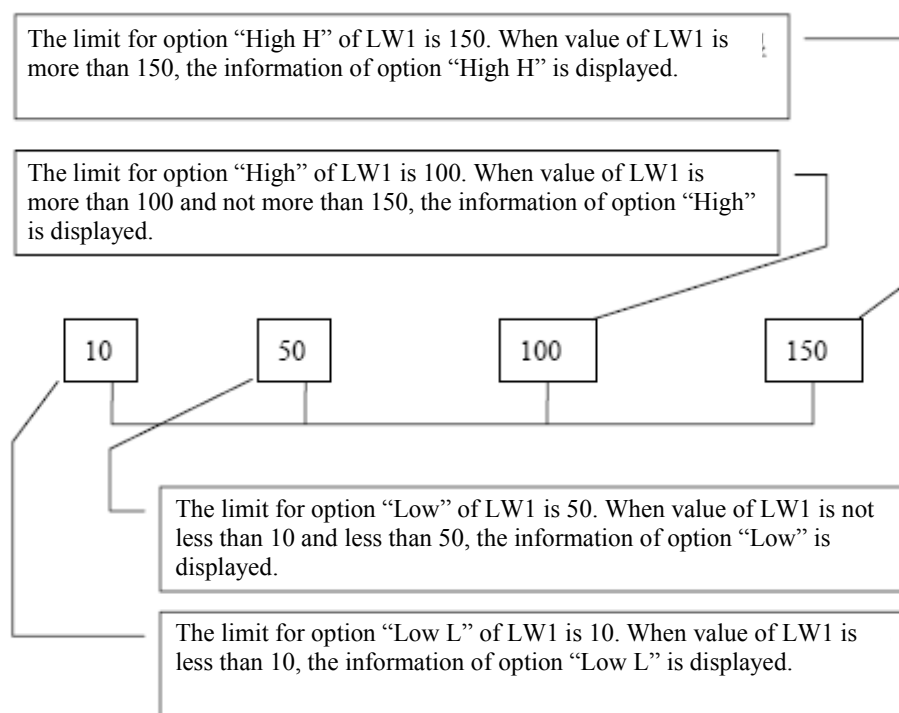 The limit for option “High H” of LW1 is 150. When value of LW1 is
more than 150, the information of option “High H” is displayed.
The limit for option “High” of LW1 is 100. When value of LW1 is
more than 100 and not more than 150, the information of option “High”
is displayed.
10
50
100
150
The limit for option “Low” of LW1 is 50. When value of LW1 is not
less than 10 and less than 50, the information of option “Low” is
displayed.
The limit for option “Low L” of LW1 is 10. When value of LW1 is
less than 10, the information of option “Low L” is displayed.